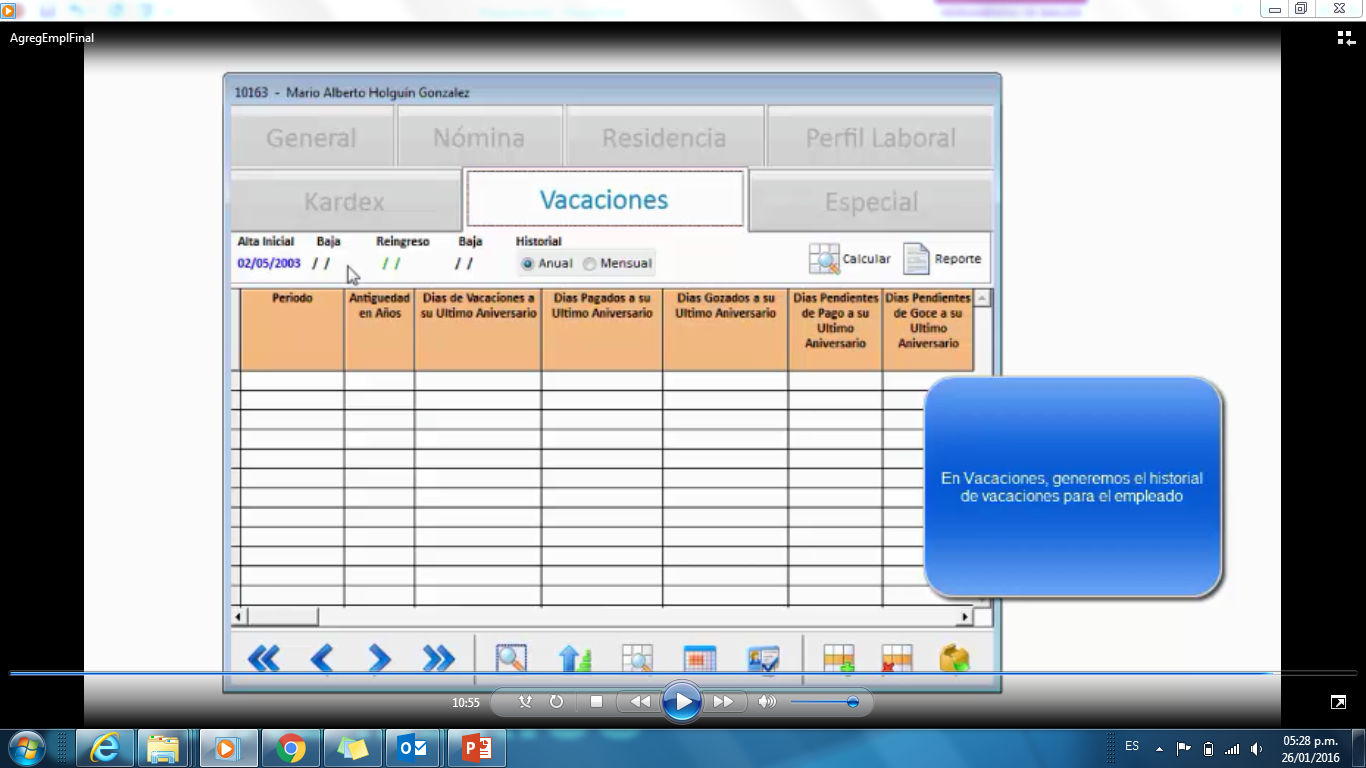 AgregEmplFinal
10163 - Mario Alberto Holguin Gonzalez
General Nómina Residencia Perfil Laboral
Kardex Vacaciones Especial
Alta Inicial Baja Reingreso Baja Historial
02/05/2003 / / / / / / Anual Mensual Calcular Reporte
Periodo Antiguedad Dias de Vacaciones a Dias Pagados a su Dias Gozados a su Dias Pendientes Dias Pendientes
en Años su Ultimo Aniversario Ultimo Aniversario Ultimo Aniversario de Pago a su de Goce a su
Ultimo Ultimo
Aniversario Aniversario
En Vacaciones, generemos el historial
de vacaciones para el empleado
10:55
ES
05:28 p.m.
26/01/2016